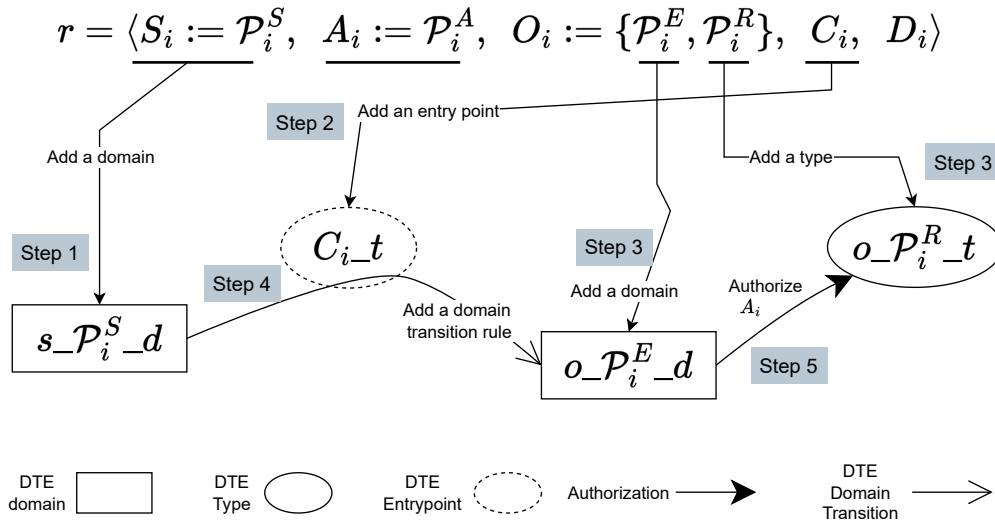 r = ⟨S_i := 𝒫_i^S, A_i := 𝒫_i^A, O_i := {𝒫_i^E, 𝒫_i^R}, C_i, D_i⟩
Step 2
Add an entry point
Add a domain
Add a type
Step 3
Step 1
C_i_t
Step 3
o_𝒫_i^R_t
Step 4
Add a domain
transition rule
Add a domain
Authorize
A_i
s_𝒫_i^S_d
o_𝒫_i^E_d
Step 5
DTE
domain
DTE
Type
DTE
Entrypoint
Authorization
DTE
Domain
Transition